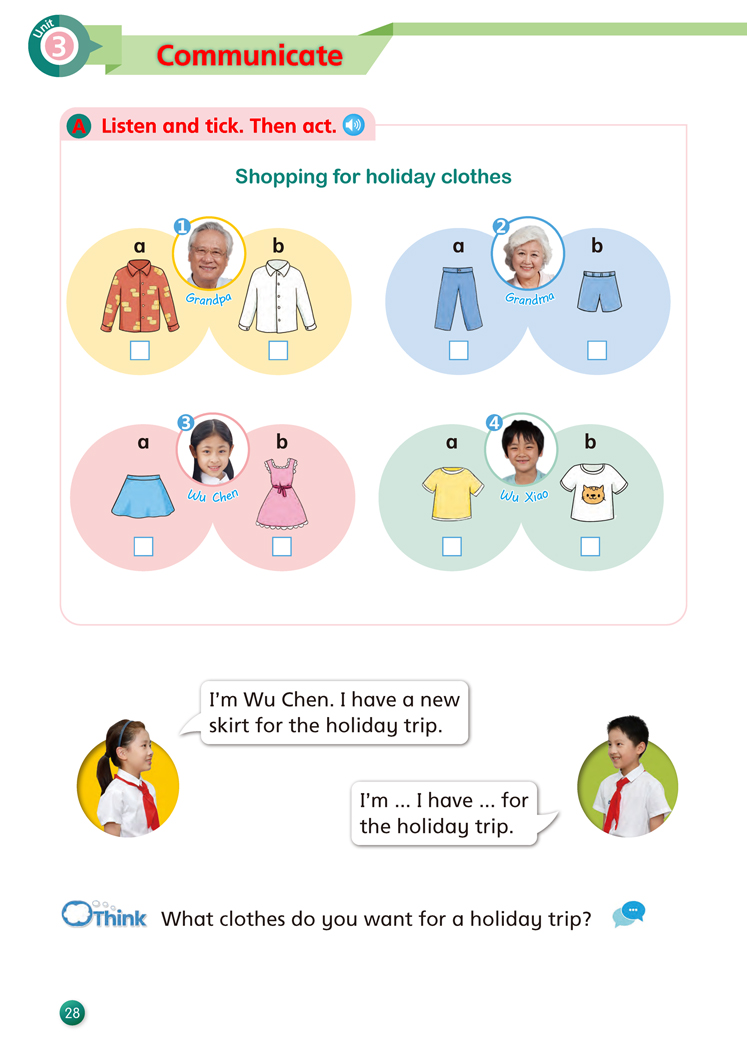 Unit
3
Communicate
A Listen and tick. Then act.
Shopping for holiday clothes
1
a b
Grandpa
2
a b
Grandma
3
a b
Wu Chen
4
a b
Wu Xiao
I'm Wu Chen. I have a new
skirt for the holiday trip.
I'm ... I have ... for
the holiday trip.
Think What clothes do you want for a holiday trip?
28